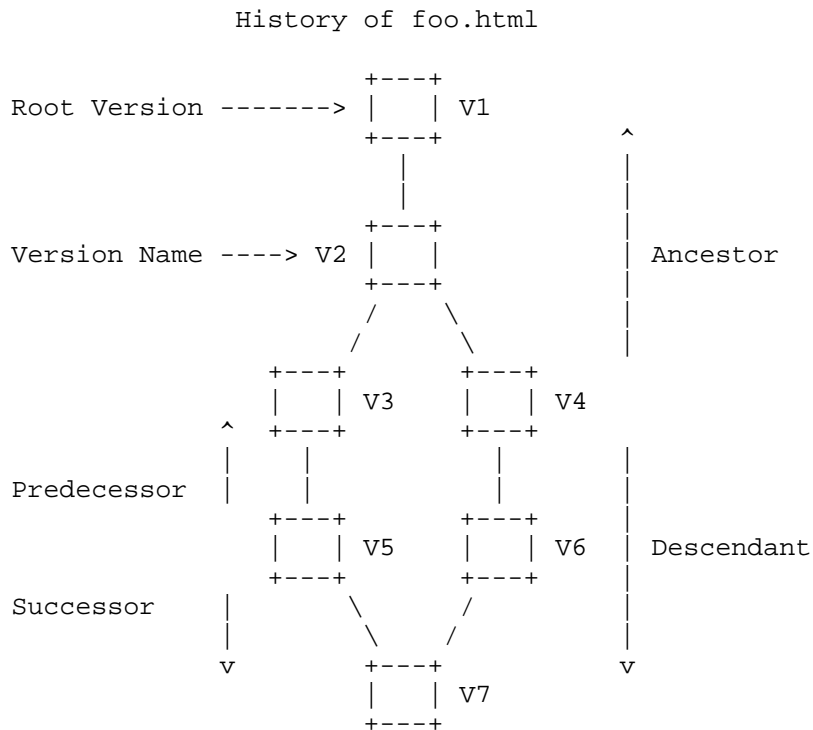 History of foo.html
+---+
Root Version -------> |   | V1
+---+                    ^
|                        |
|                        |
+---+                    |
Version Name ----> V2 |   |                    | Ancestor
+---+                    |
/     \                  |
/       \                 |
+---+     +---+
|   | V3  |   | V4
^  +---+     +---+
|    |         |       |
Predecessor  |    |         |       |
+---+     +---+    |
|   | V5  |   | V6 | Descendant
+---+     +---+    |
Successor    |      \     /        |
|       \   /         |
v       +---+         v
|   | V7
+---+